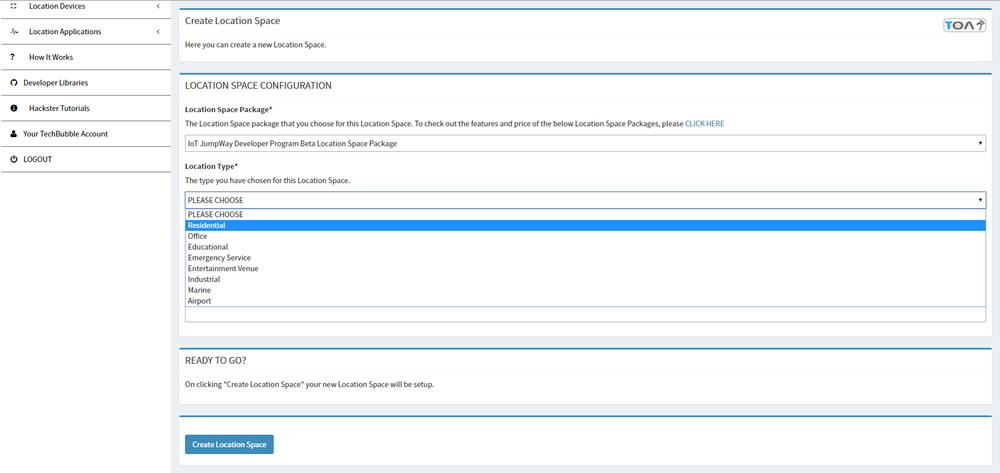 Location Devices
Location Applications
How It Works
Developer Libraries
Hackster Tutorials
Your TechBubble Account
LOGOUT
Create Location Space
TOA
Here you can create a new Location Space.
LOCATION SPACE CONFIGURATION
Location Space Package*
The Location Space package that you choose for this Location Space. To check out the features and price of the below Location Space Packages, please CLICK HERE
IoT JumpWay Developer Program Beta Location Space Package
Location Type*
The type you have chosen for this Location Space.
PLEASE CHOOSE
PLEASE CHOOSE
Residential
Office
Educational
Emergency Service
Entertainment Venue
Industrial
Marine
Airport
READY TO GO?
On clicking "Create Location Space" your new Location Space will be setup.
Create Location Space